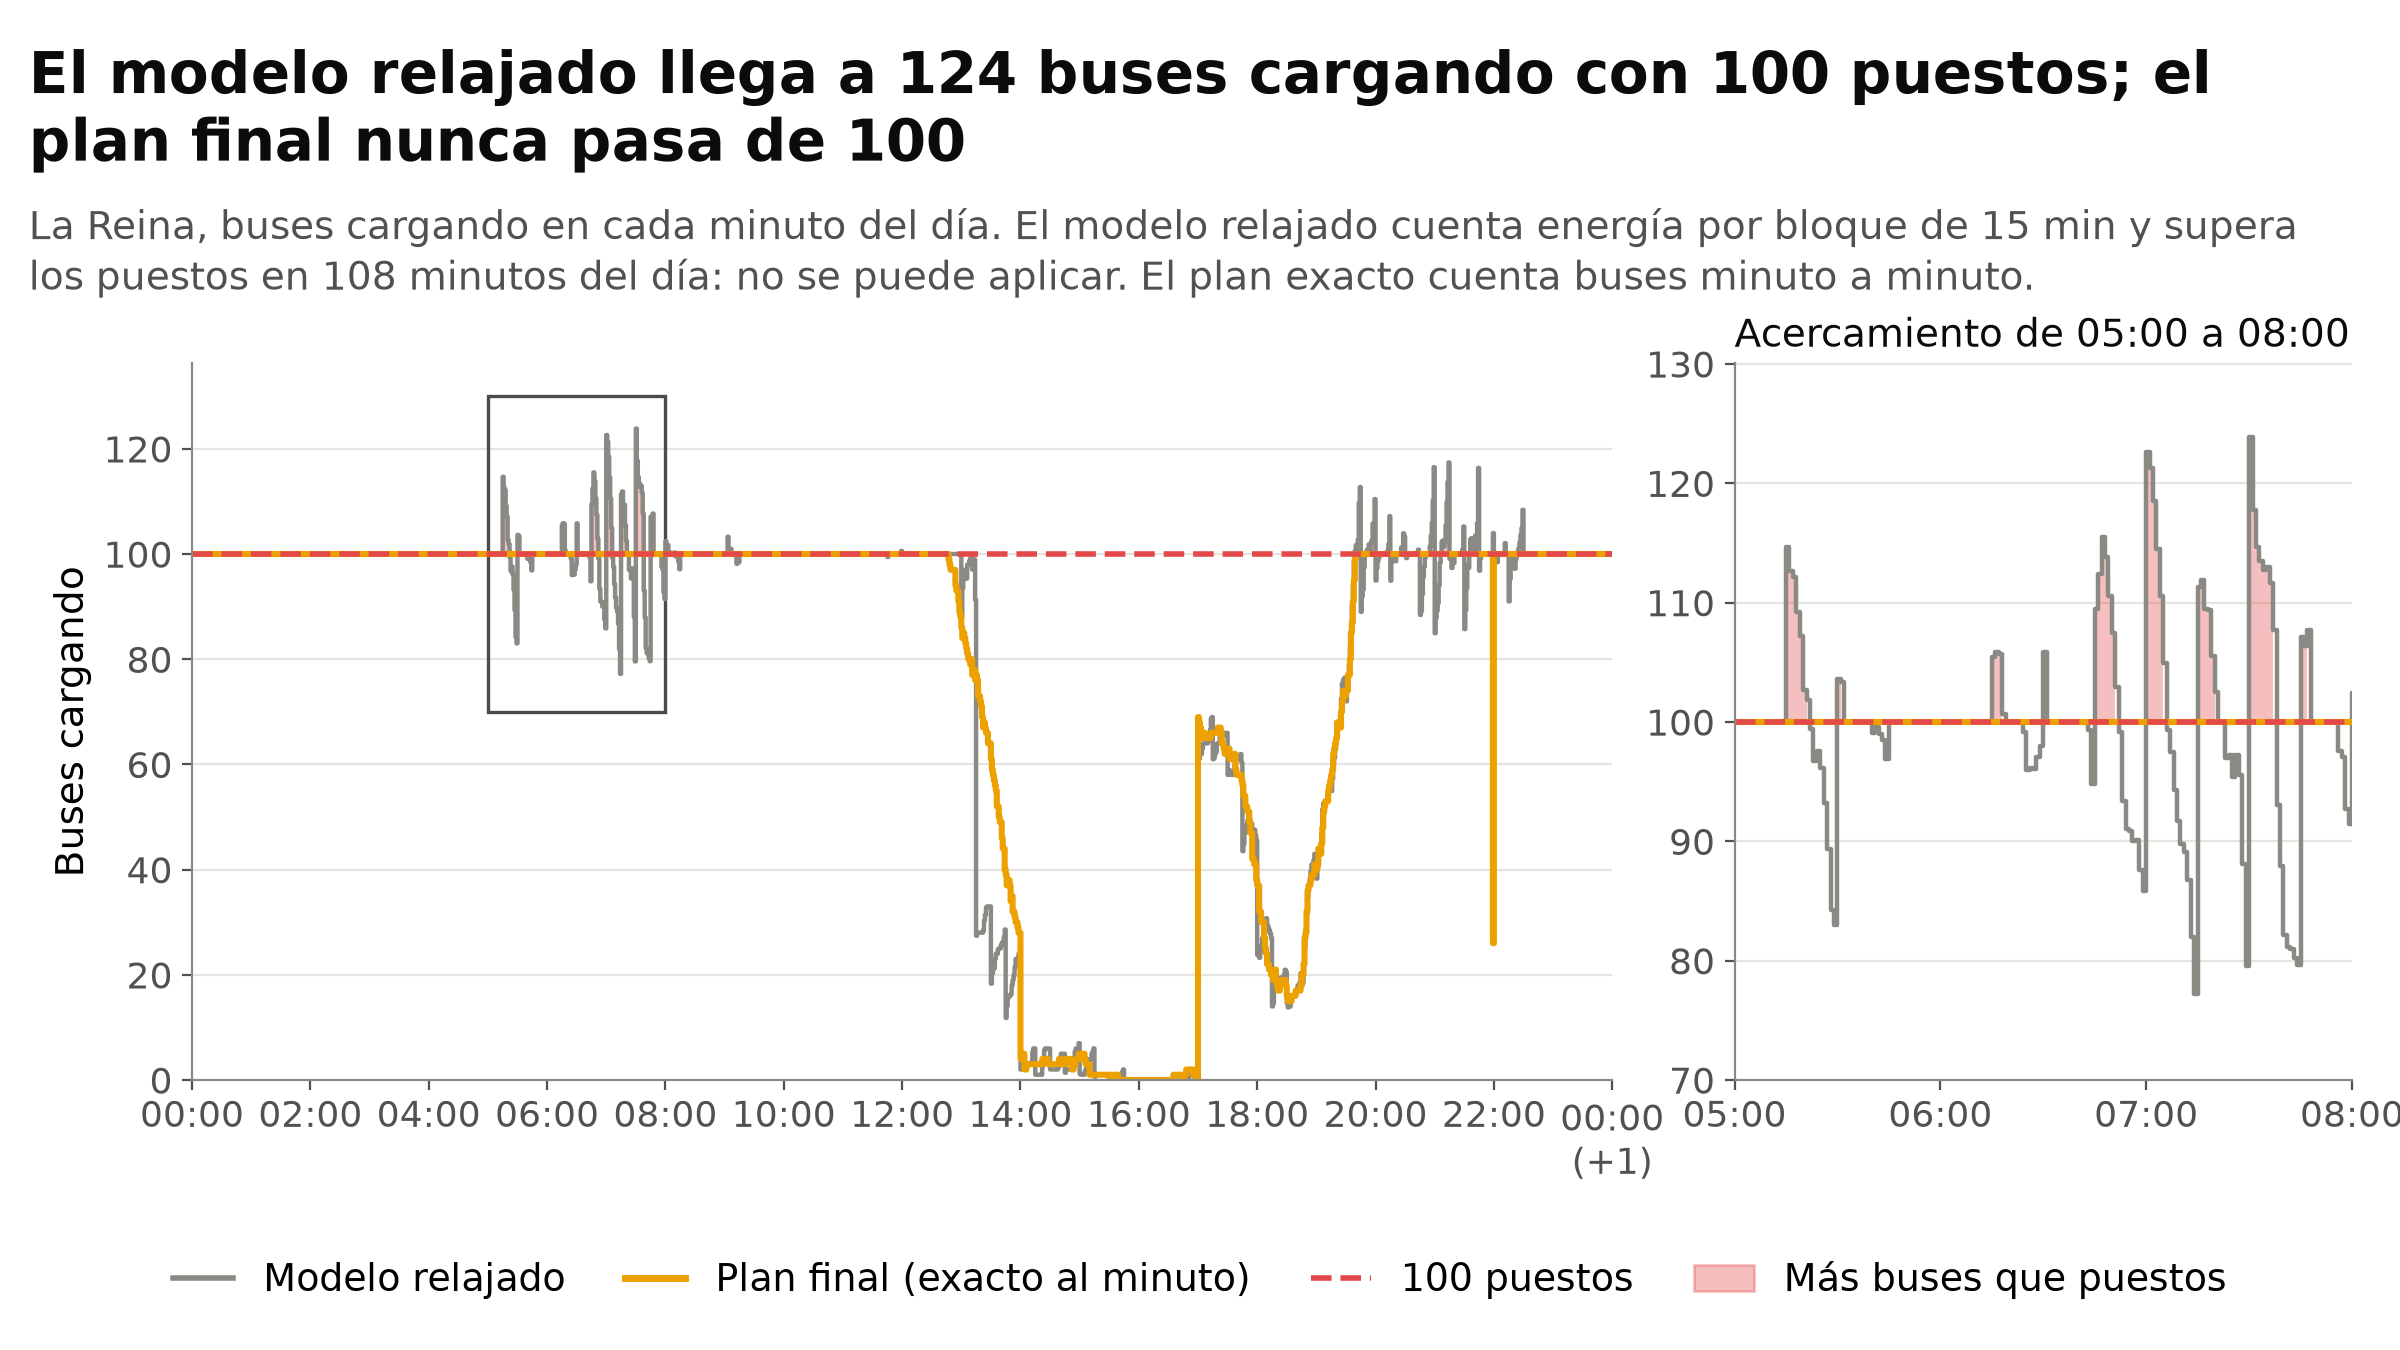 El modelo relajado llega a 124 buses cargando con 100 puestos; el
plan final nunca pasa de 100
La Reina, buses cargando en cada minuto del día. El modelo relajado cuenta energía por bloque de 15 min y supera
los puestos en 108 minutos del día: no se puede aplicar. El plan exacto cuenta buses minuto a minuto.
Buses cargando
120
100
80
60
40
20
0
00:00 02:00 04:00 06:00 08:00 10:00 12:00 14:00 16:00 18:00 20:00 22:00 00:00
(+1)
Acercamiento de 05:00 a 08:00
130
120
110
100
90
80
70
05:00 06:00 07:00 08:00
Modelo relajado
Plan final (exacto al minuto)
100 puestos
Más buses que puestos